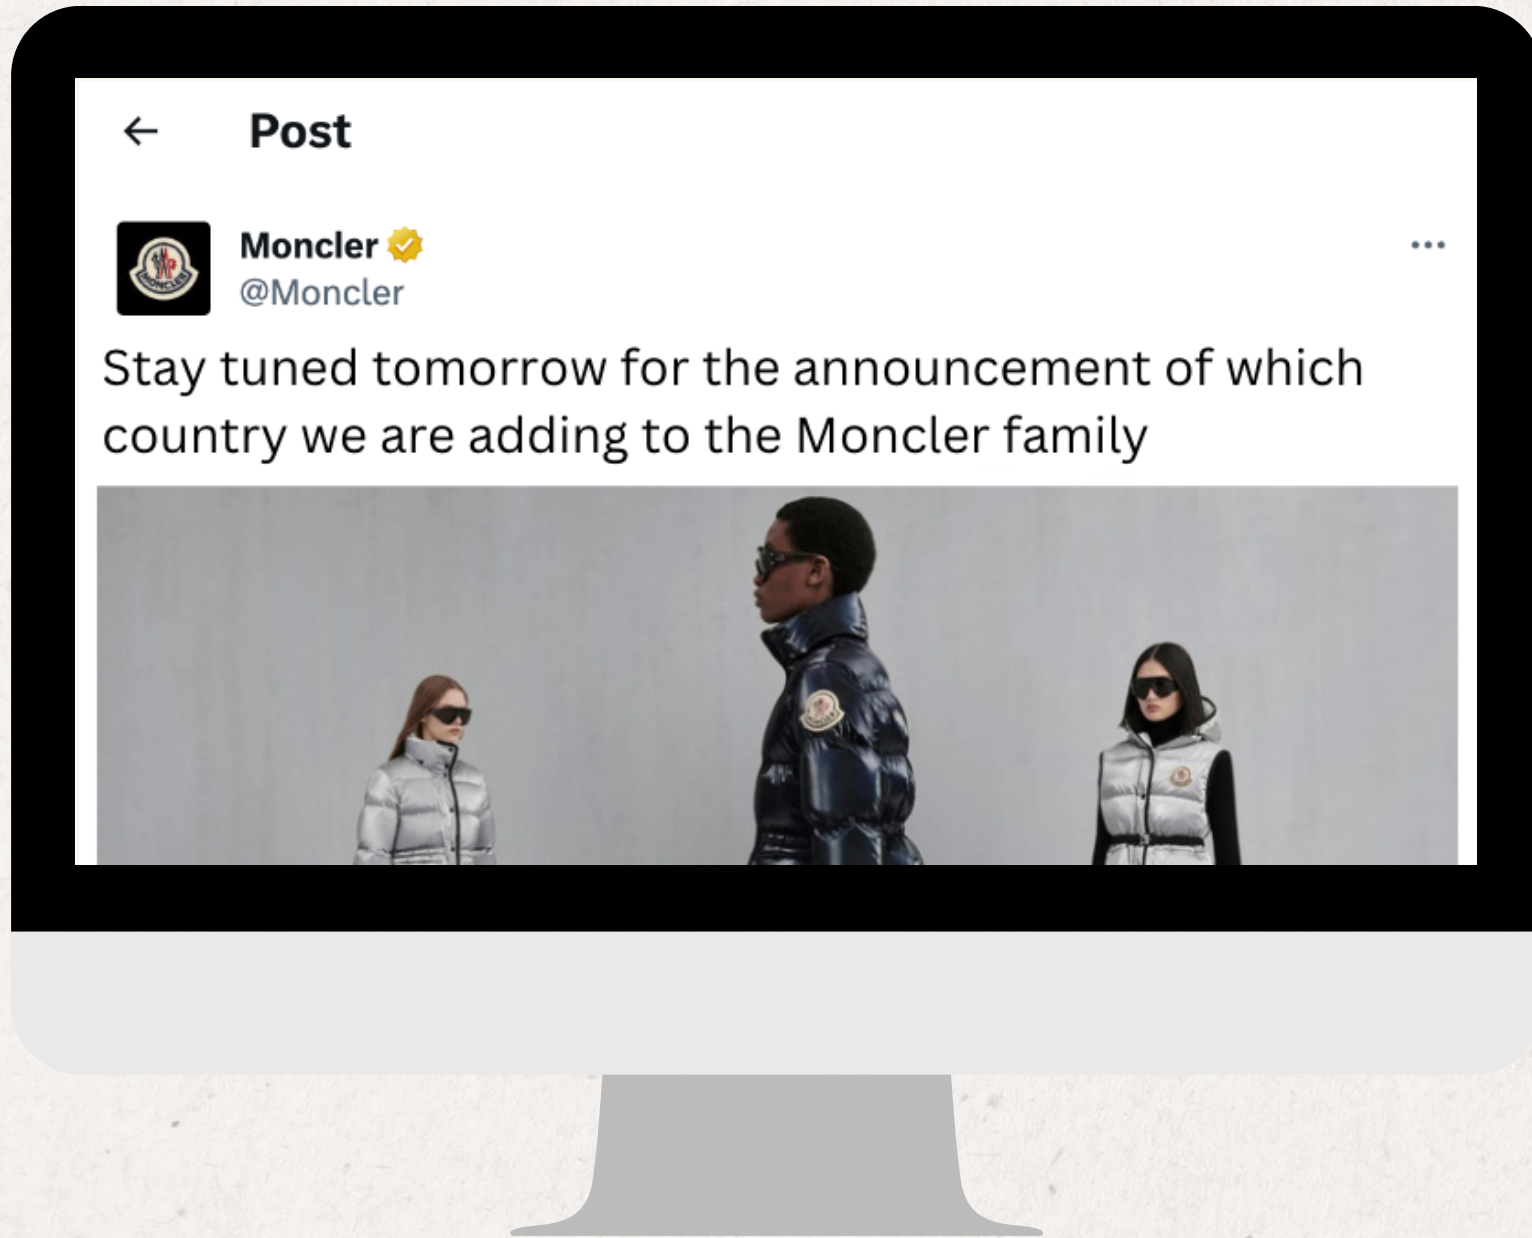 Post
Moncler
@Moncler
Stay tuned tomorrow for the announcement of which
country we are adding to the Moncler family
MONCLER